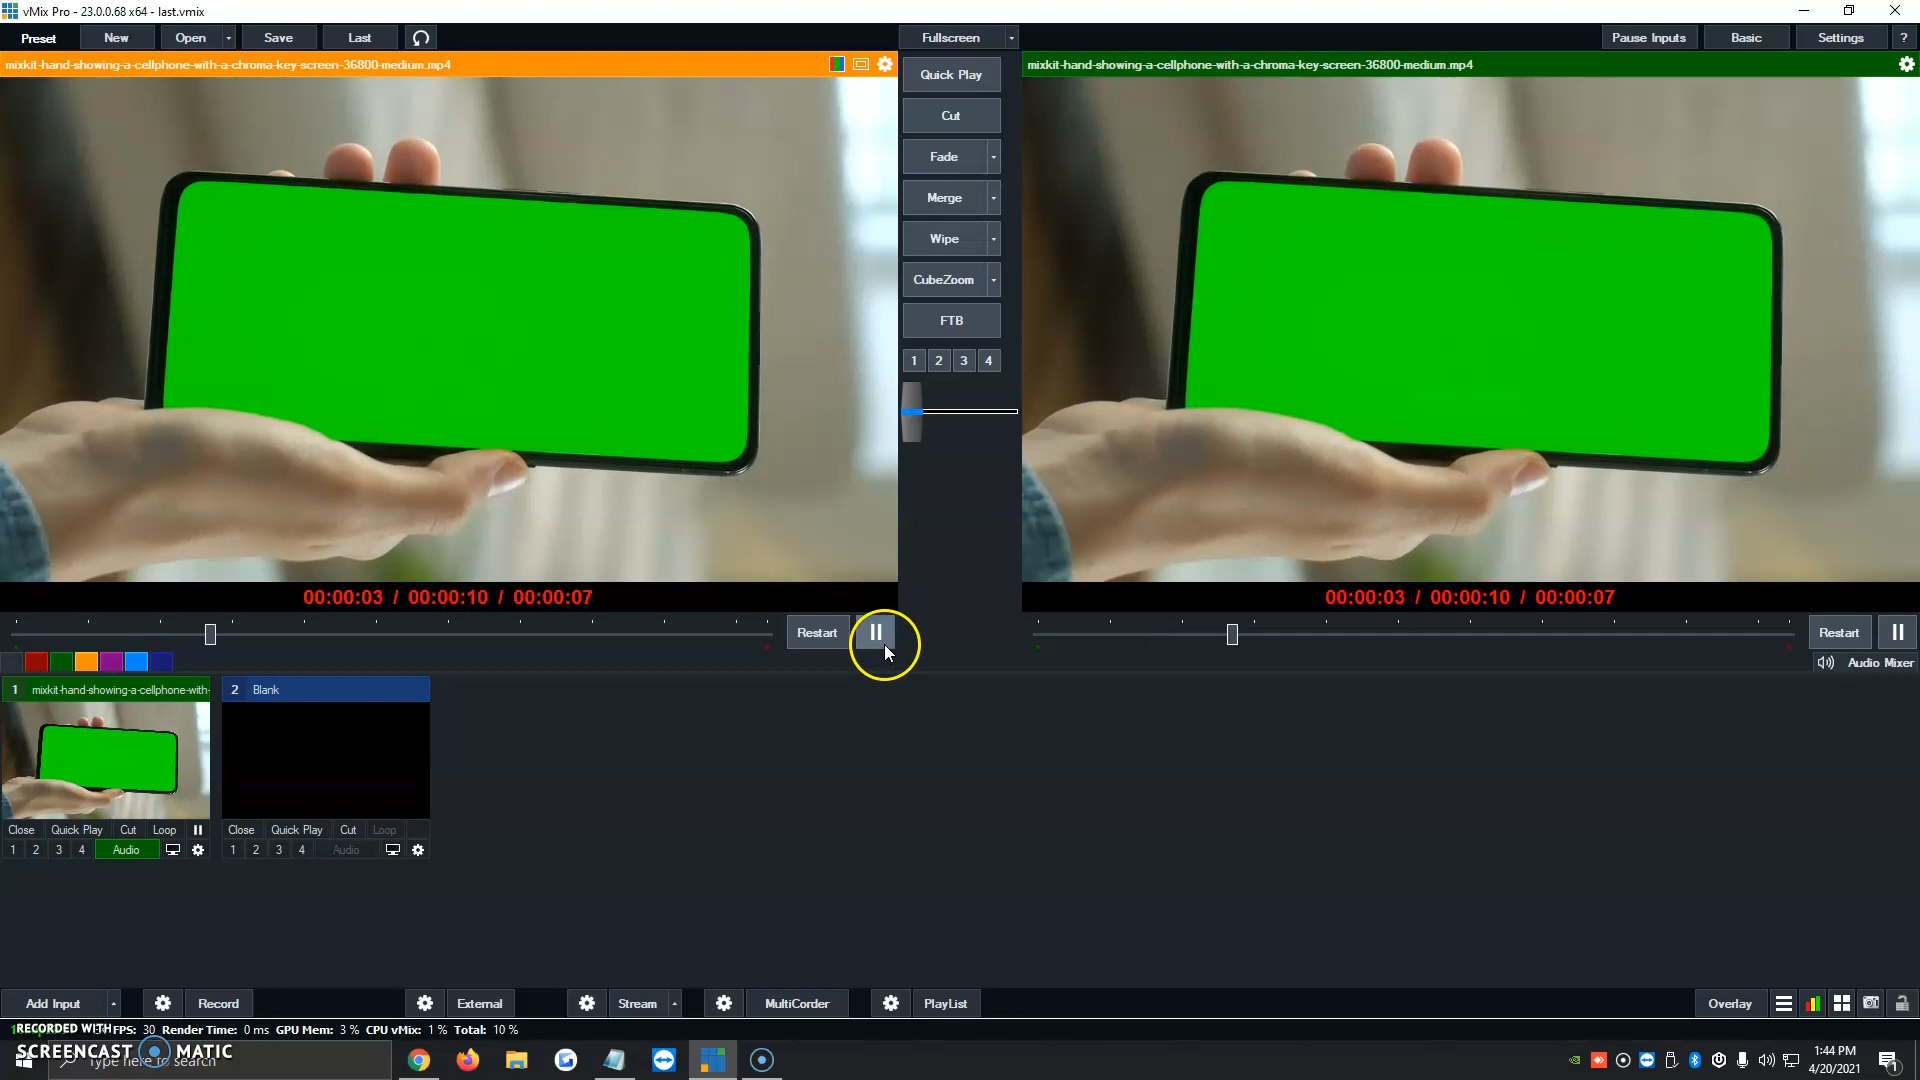 vMix Pro - 23.0.0.68 x64 - last.vmix
Preset New Open Save Last Fullscreen Pause Inputs Basic Settings ?
mixkit-hand-showing-a-cellphone-with-a-chroma-key-screen-36800-medium.mp4
mixkit-hand-showing-a-cellphone-with-a-chroma-key-screen-36800-medium.mp4
Quick Play
Cut
Fade
Merge
Wipe
CubeZoom
FTB
1 2 3 4
00:00:03 / 00:00:10 / 00:00:07
00:00:03 / 00:00:10 / 00:00:07
Restart
Restart
Audio Mixer
1 mixkit-hand-showing-a-cellphone-with-
2 Blank
Close Quick Play Cut Loop
Close Quick Play Cut Loop
1 2 3 4 Audio
1 2 3 4 Audio
Add Input Record External Stream MultiCorder PlayList Overlay
FPS: 30 Render Time: 0 ms GPU Mem: 3 % CPU vMix: 1 % Total: 10 %
RECORDED WITH
SCREENCAST MATIC
Type here to search
1:44 PM
4/20/2021
1